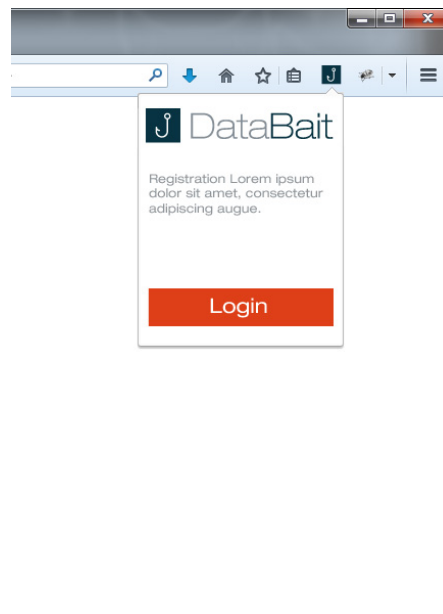 DataBait
Registration Lorem ipsum
dolor sit amet, consectetur
adipiscing augue.
Login